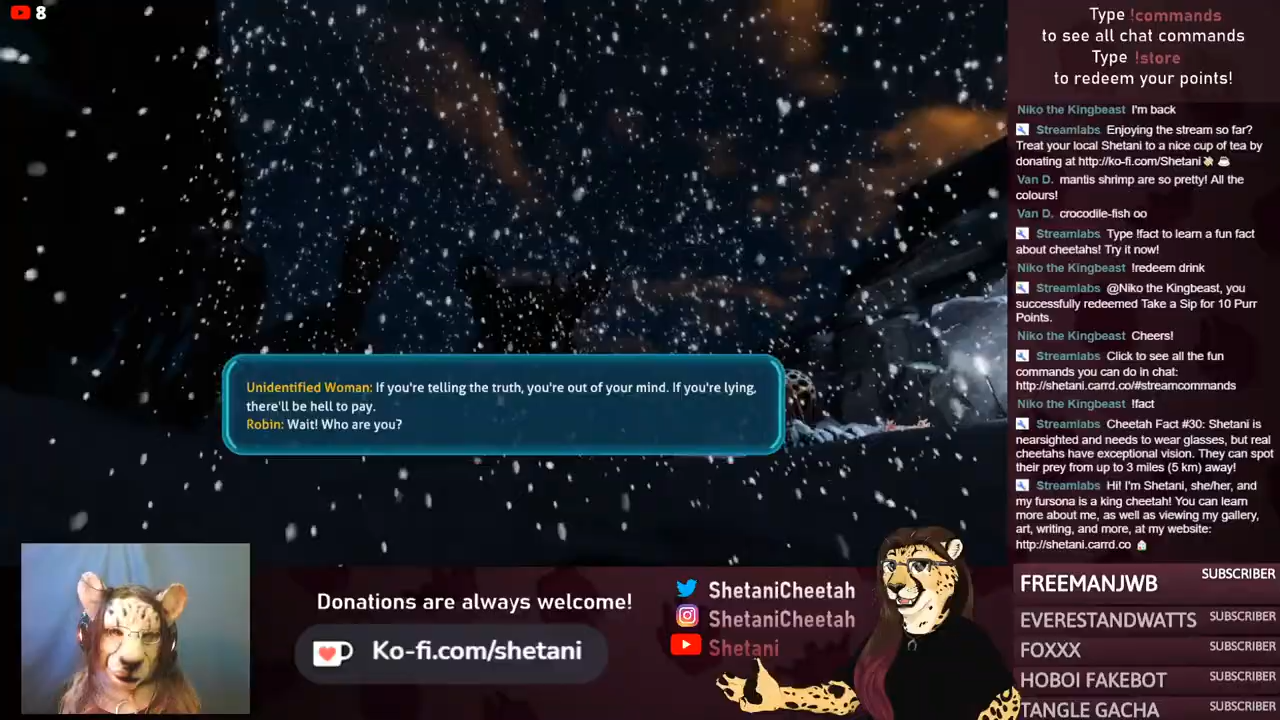 8
Type !commands
to see all chat commands
Type !store
to redeem your points!
Niko the Kingbeast I'm back
Streamlabs Enjoying the stream so far?
Treat your local Shetani to a nice cup of tea by
donating at http://ko-fi.com/Shetani
Van D. mantis shrimp are so pretty! All the
colours!
Van D. crocodile-fish oo
Streamlabs Type !fact to learn a fun fact
about cheetahs! Try it now!
Niko the Kingbeast !redeem drink
Streamlabs @Niko the Kingbeast, you
successfully redeemed Take a Sip for 10 Purr
Points.
Niko the Kingbeast Cheers!
Streamlabs Click to see all the fun
commands you can do in chat:
http://shetani.carrd.co/#streamcommands
Niko the Kingbeast !fact
Streamlabs Cheetah Fact #30: Shetani is
nearsighted and needs to wear glasses, but real
cheetahs have exceptional vision. They can spot
their prey from up to 3 miles (5 km) away!
Streamlabs Hi! I'm Shetani, she/her, and
my fursona is a king cheetah! You can learn
more about me, as well as viewing my gallery,
art, writing, and more, at my website:
http://shetani.carrd.co
Unidentified Woman: If you're telling the truth, you're out of your mind. If you're lying,
there'll be hell to pay.
Robin: Wait! Who are you?
Donations are always welcome!
Ko-fi.com/shetani
ShetaniCheetah
ShetaniCheetah
Shetani
FREEMANJWB SUBSCRIBER
EVERESTANDWATTS SUBSCRIBER
FOXXX SUBSCRIBER
HOBOI FAKEBOT SUBSCRIBER
TANGLE GACHA SUBSCRIBER